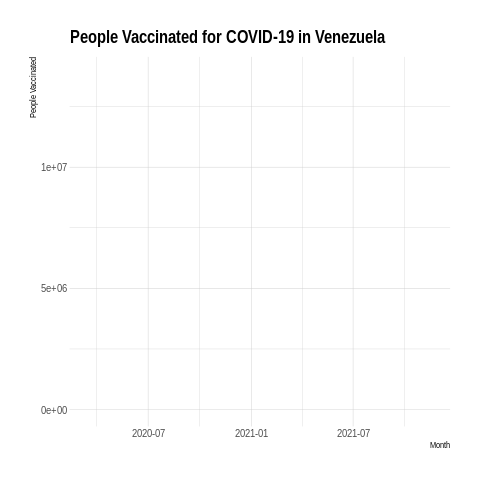 People Vaccinated for COVID-19 in Venezuela
People Vaccinated
1e+07
5e+06
0e+00
2020-07 2021-01 2021-07
Month